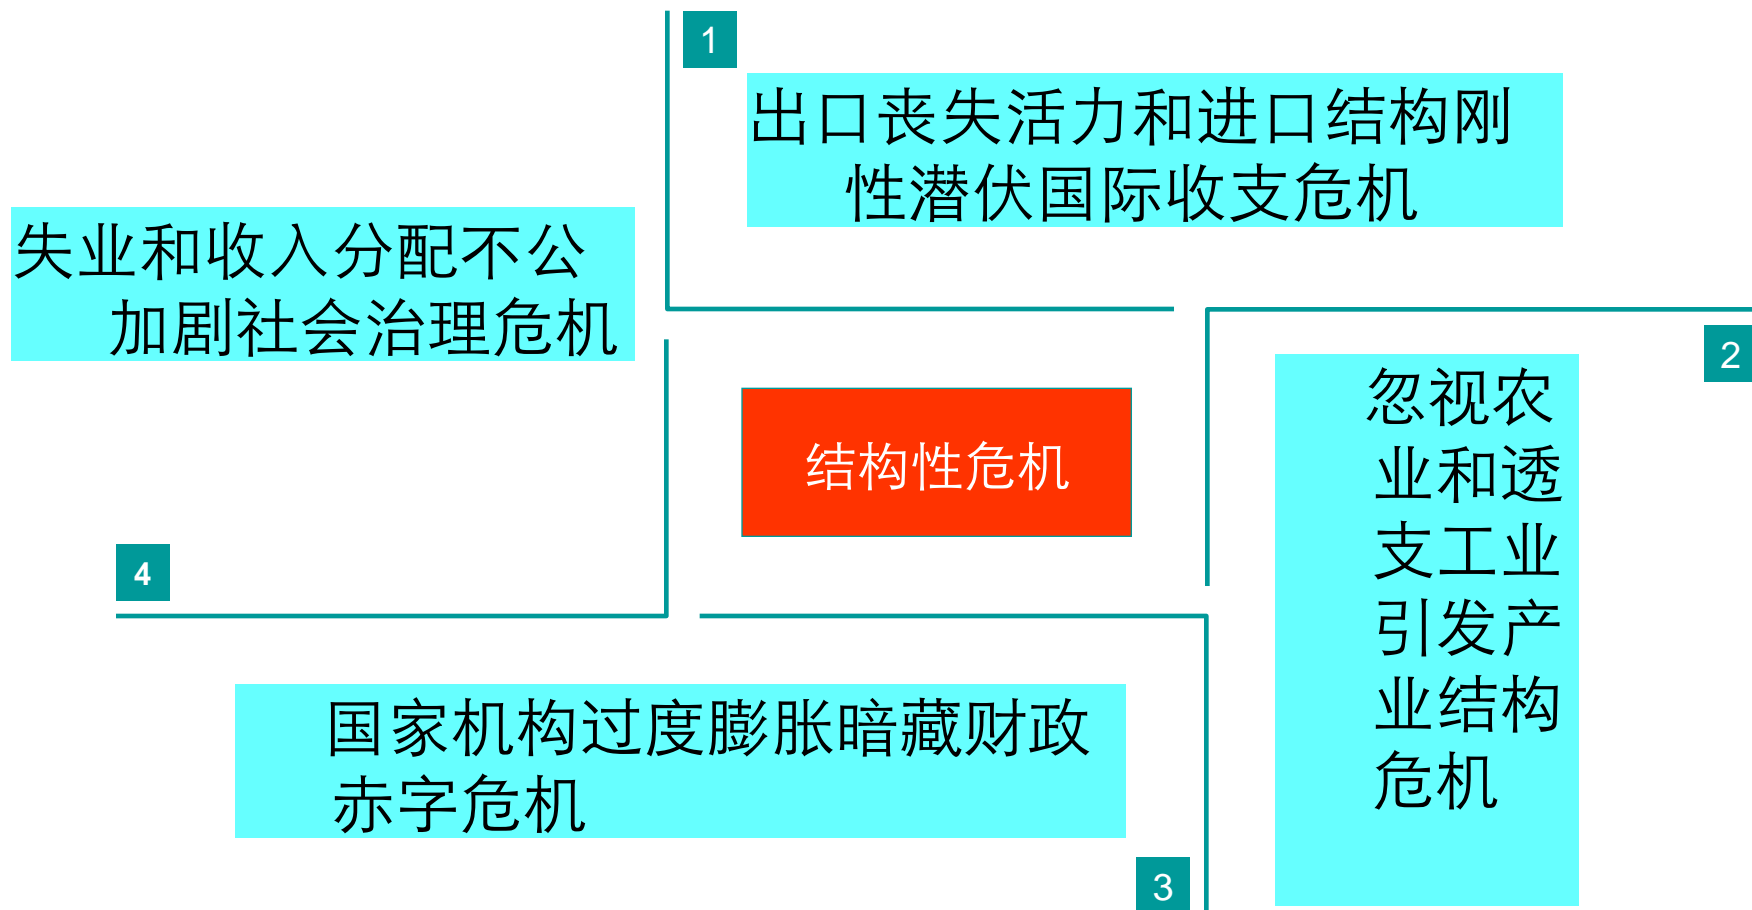 1
出口丧失活力和进口结构刚
性潜伏国际收支危机
2
忽视农
业和透
支工业
引发产
业结构
危机
结构性危机
国家机构过度膨胀暗藏财政
赤字危机
3
失业和收入分配不公
加剧社会治理危机
4